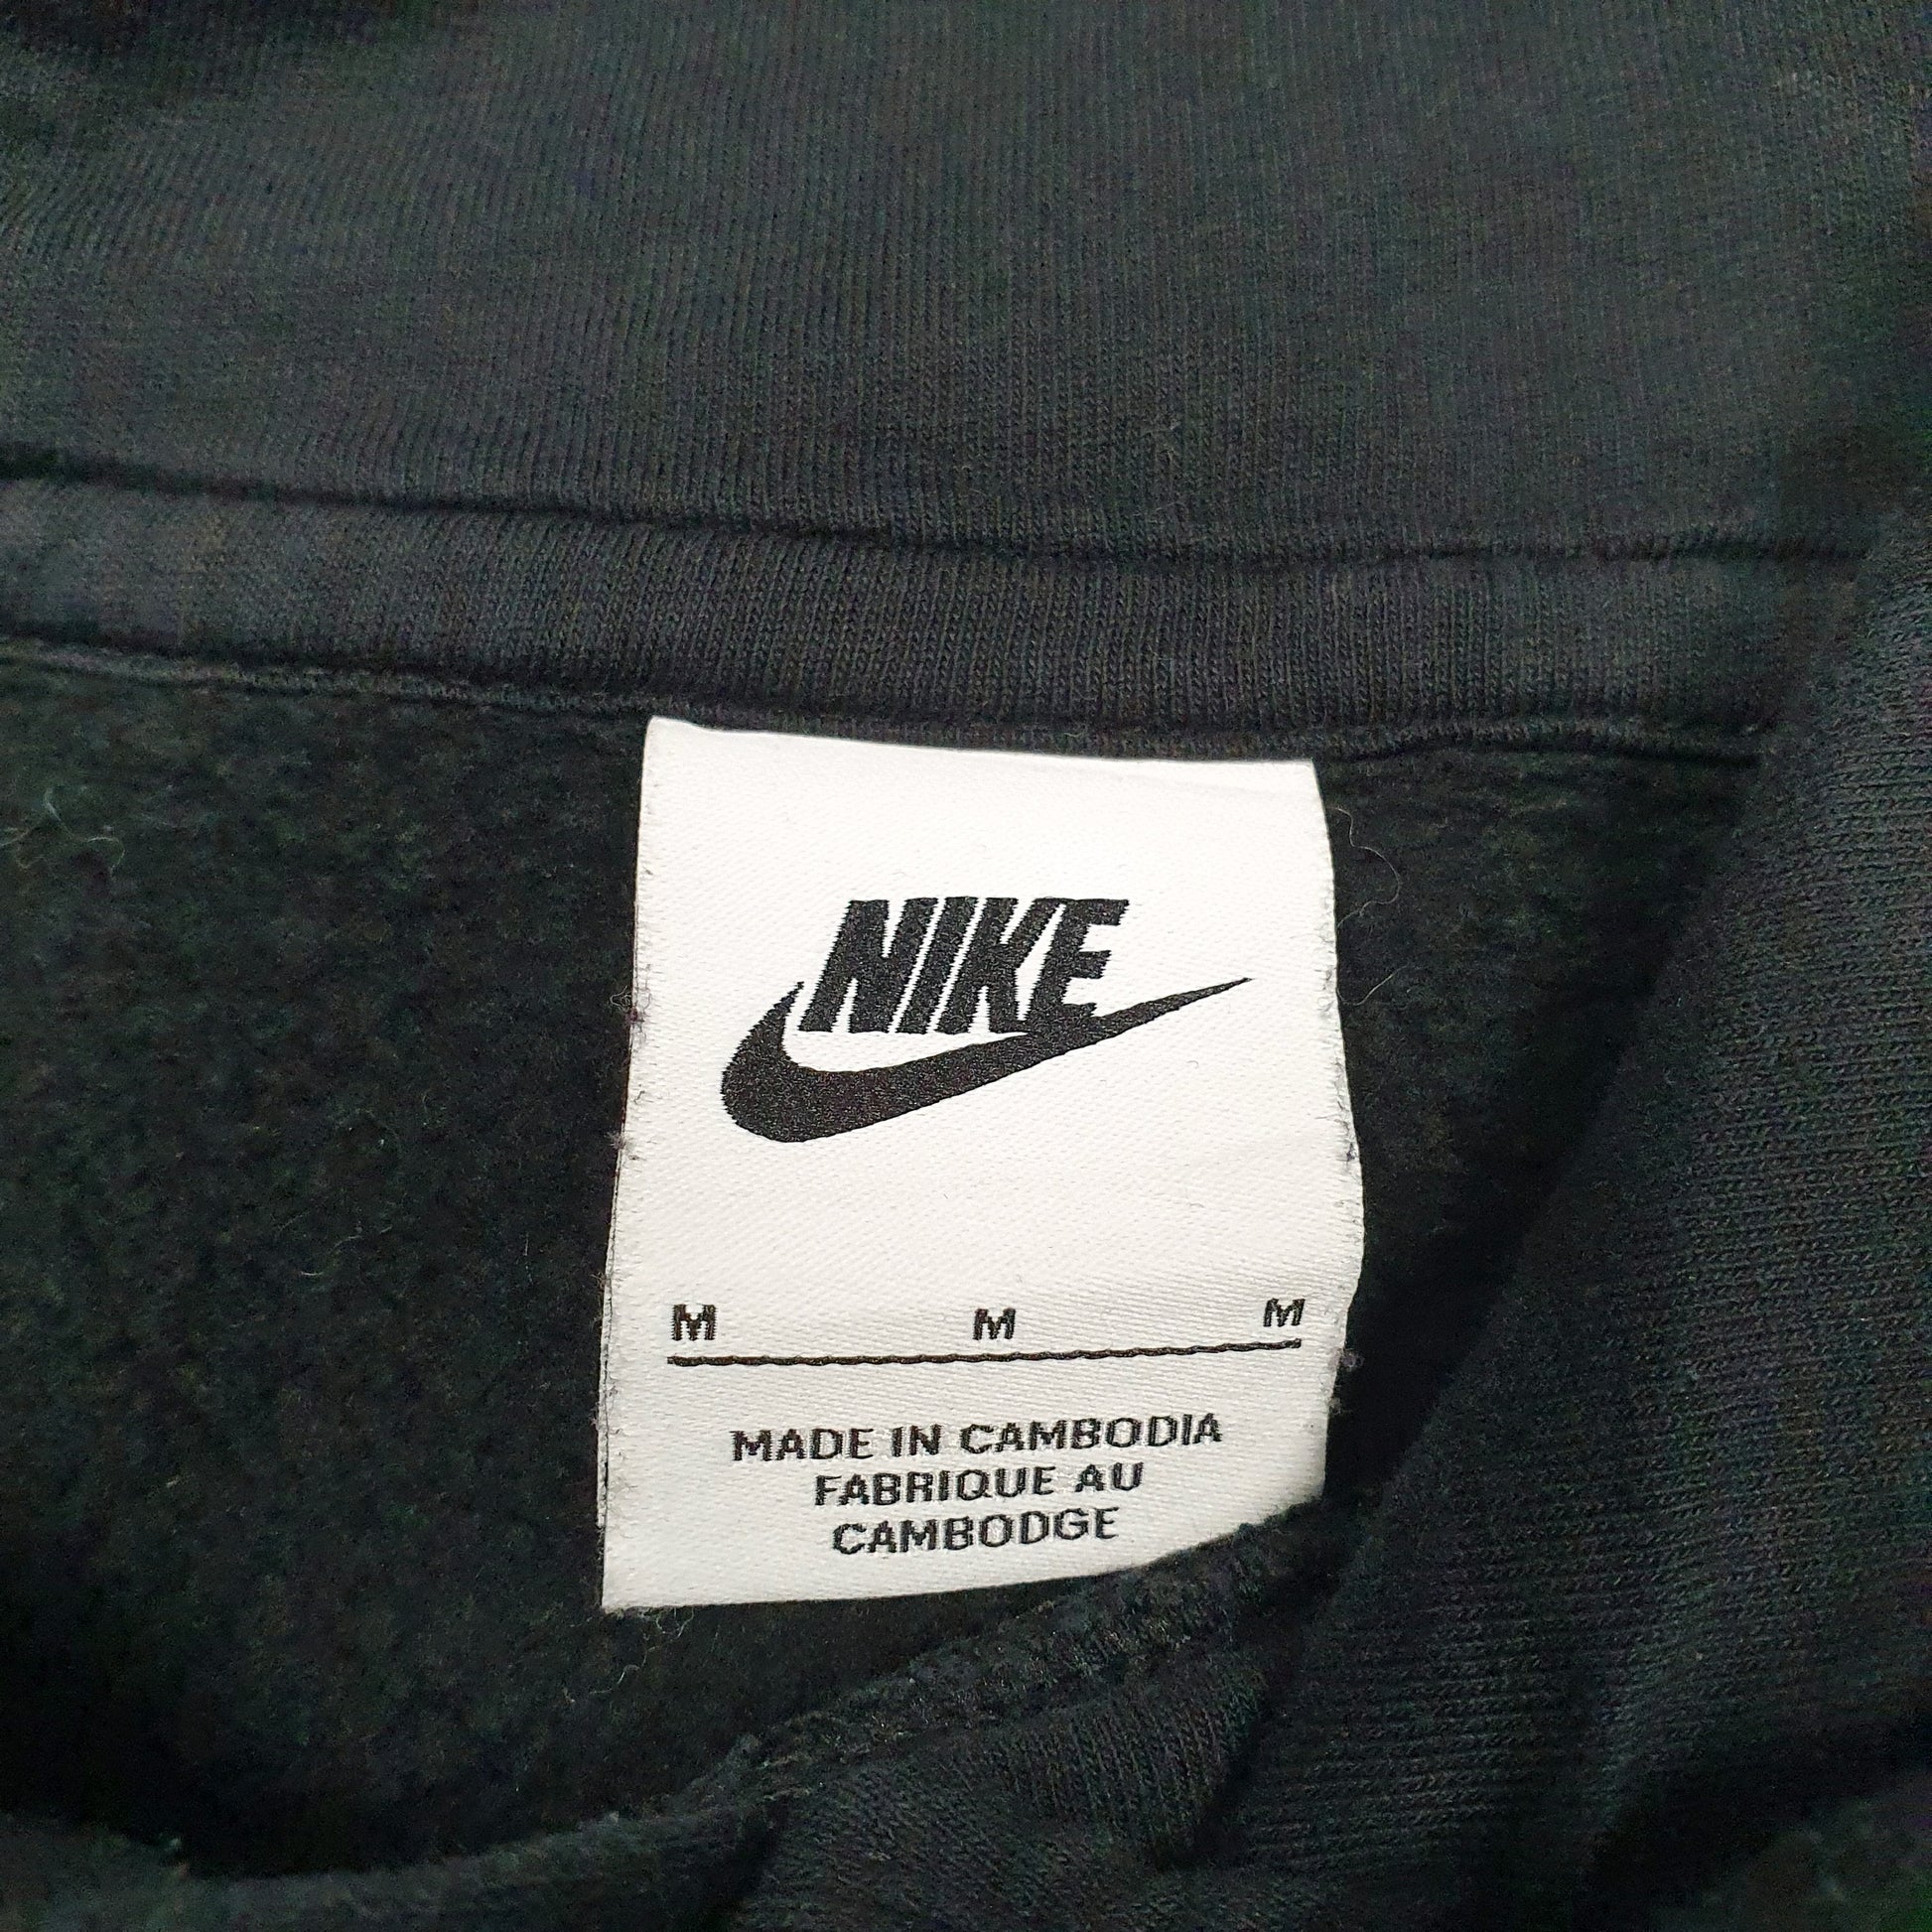 NIKE
M M M
MADE IN CAMBODIA
FABRIQUE AU
CAMBODGE